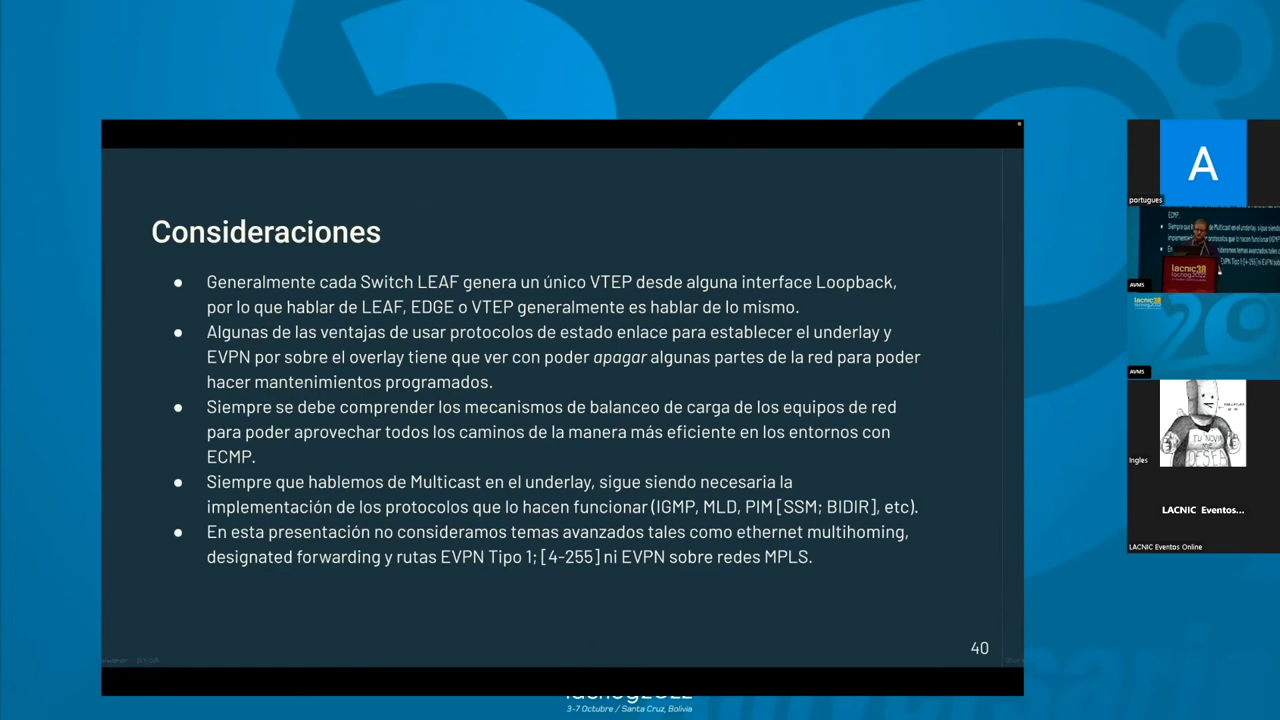 Consideraciones
● Generalmente cada Switch LEAF genera un único VTEP desde alguna interface Loopback,
por lo que hablar de LEAF, EDGE o VTEP generalmente es hablar de lo mismo.
● Algunas de las ventajas de usar protocolos de estado enlace para establecer el underlay y
EVPN por sobre el overlay tiene que ver con poder apagar algunas partes de la red para poder
hacer mantenimientos programados.
● Siempre se debe comprender los mecanismos de balanceo de carga de los equipos de red
para poder aprovechar todos los caminos de la manera más eficiente en los entornos con
ECMP.
● Siempre que hablemos de Multicast en el underlay, sigue siendo necesaria la
implementación de los protocolos que lo hacen funcionar (IGMP, MLD, PIM [SSM; BIDIR], etc).
● En esta presentación no consideramos temas avanzados tales como ethernet multihoming,
designated forwarding y rutas EVPN Tipo 1; [4-255] ni EVPN sobre redes MPLS.
40
3-7 Octubre / Santa Cruz, Bolivia
A
portugues
lacnic38
AVMS
AVMS
TU NOVIA
ME
DESEA
Ingles
LACNIC Eventos...
LACNIC Eventos Online